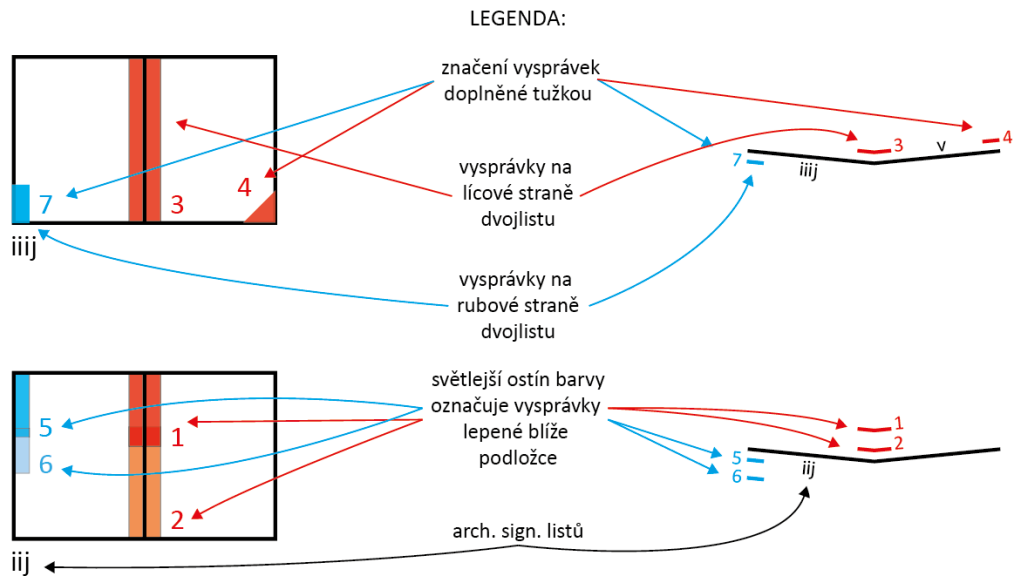 LEGENDA:
značení vysprávek
doplněné tužkou
7
3
4
iiij
7
iiij
3
v
4
vysprávky na
lícové straně
dvojlistu
vysprávky na
rubové straně
dvojlistu
světlejší ostín barvy
označuje vysprávky
lepené blíže
podložce
5
6
1
2
iij
1
2
5
6
iij
arch. sign. listů